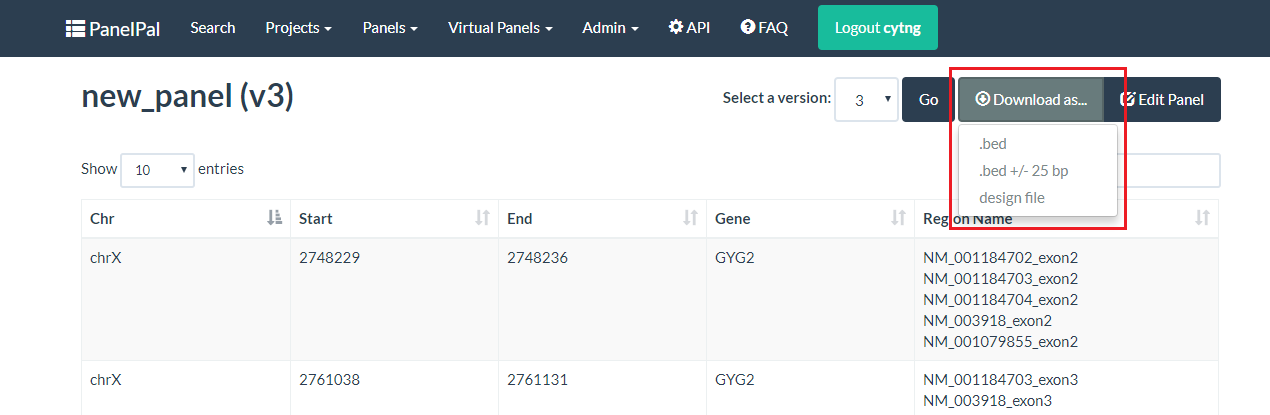 PanelPal Search Projects Panels Virtual Panels Admin API FAQ Logout cytng
new_panel (v3) Select a version: 3 Go Download as... Edit Panel
.bed
.bed +/- 25 bp
design file
Show 10 entries
Chr Start End Gene Region Name
chrX 2748229 2748236 GYG2 NM_001184702_exon2
NM_001184703_exon2
NM_001184704_exon2
NM_003918_exon2
NM_001079855_exon2
chrX 2761038 2761131 GYG2 NM_001184703_exon3
NM_003918_exon3